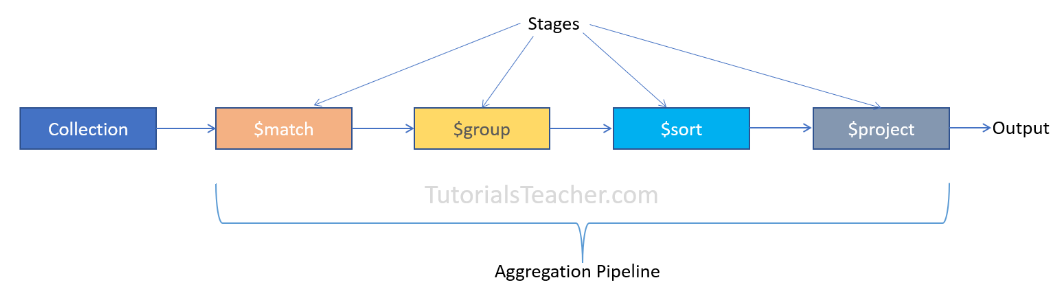 Stages
Collection
$match
$group
$sort
$project
Output
TutorialsTeacher.com
Aggregation Pipeline